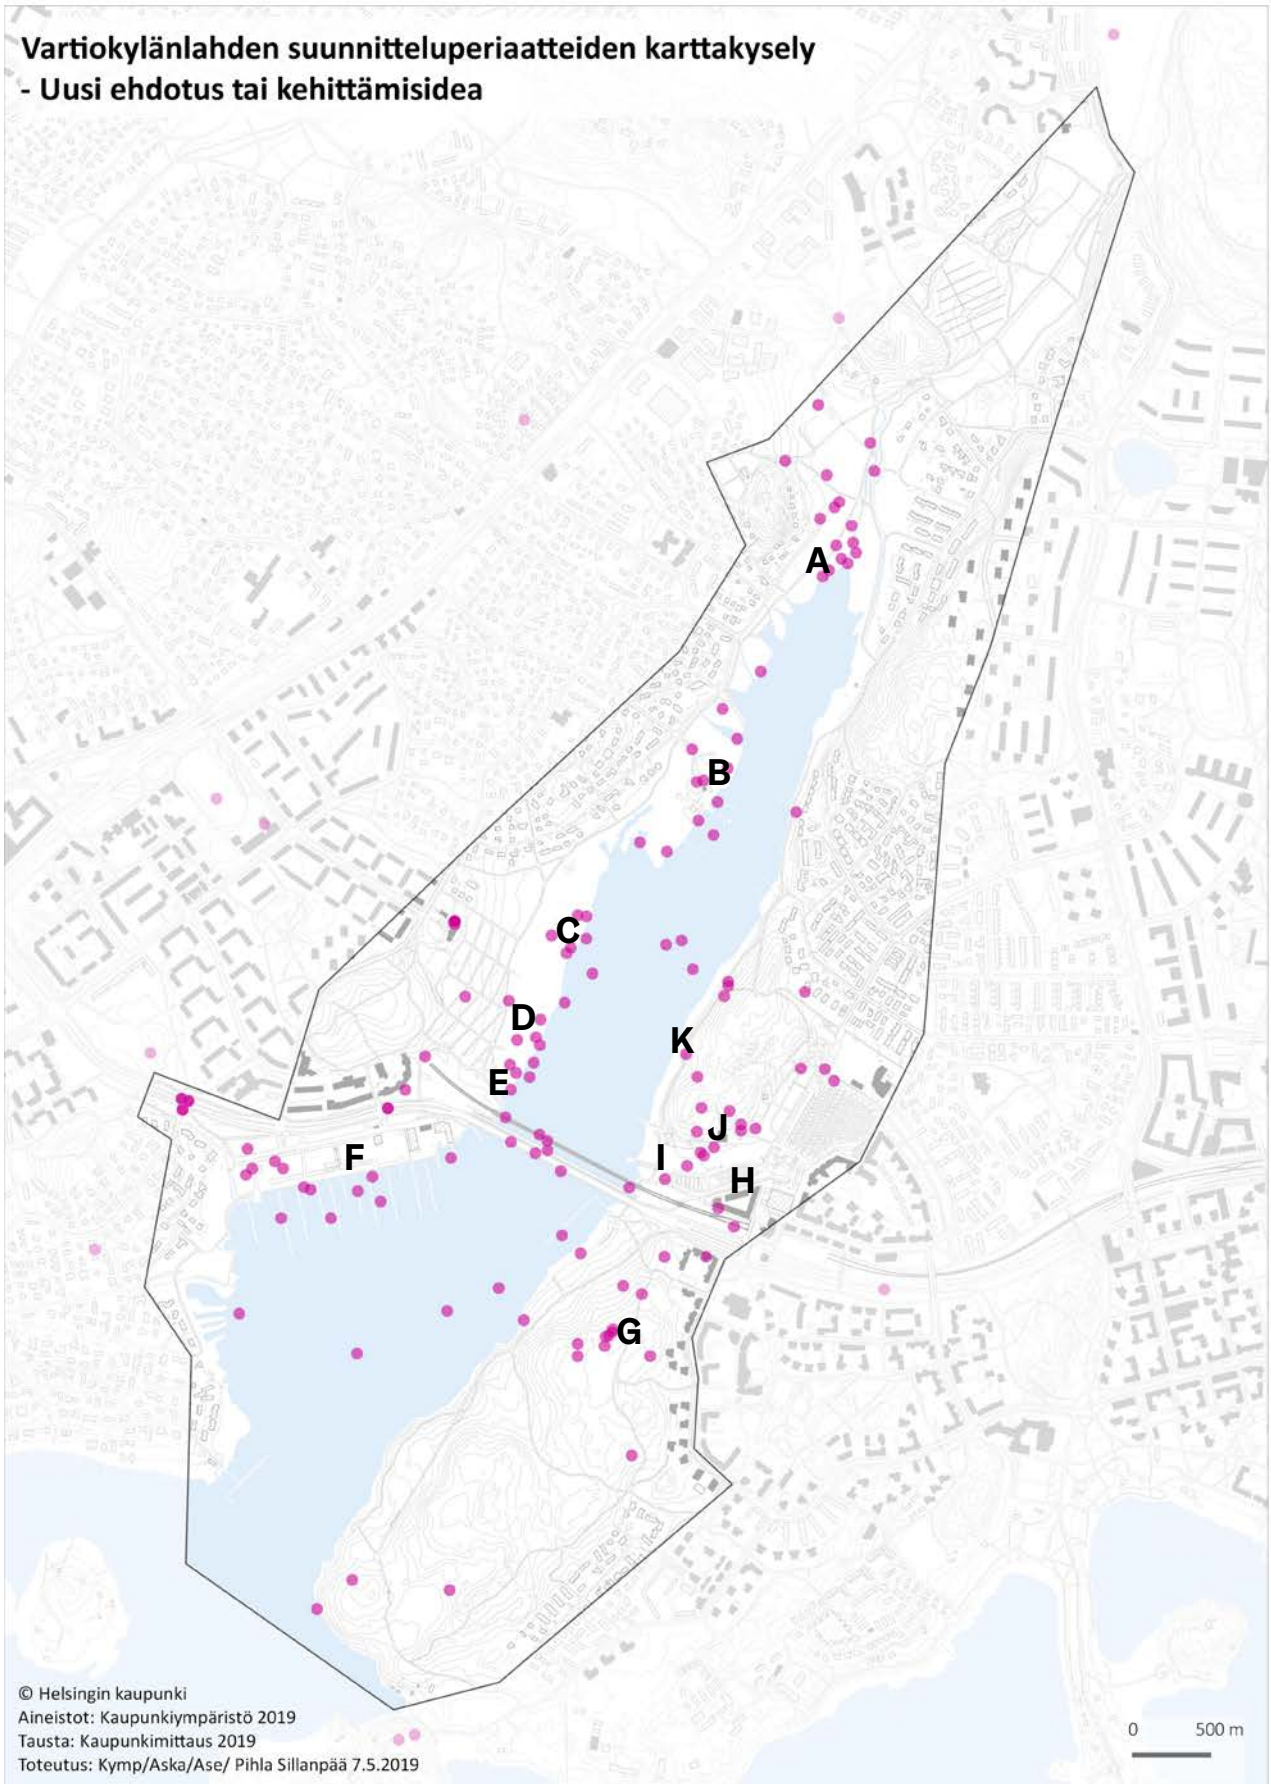 Vartiokylänlahden suunnitteluperiaatteiden karttakysely
- Uusi ehdotus tai kehittämisidea
A
B
C
D
K
E
J
F
I
H
G
© Helsingin kaupunki
Aineistot: Kaupunkiympäristö 2019
Tausta: Kaupunkimittaus 2019
Toteutus: Kymp/Aska/Ase/ Pihla Sillanpää 7.5.2019
0 500 m